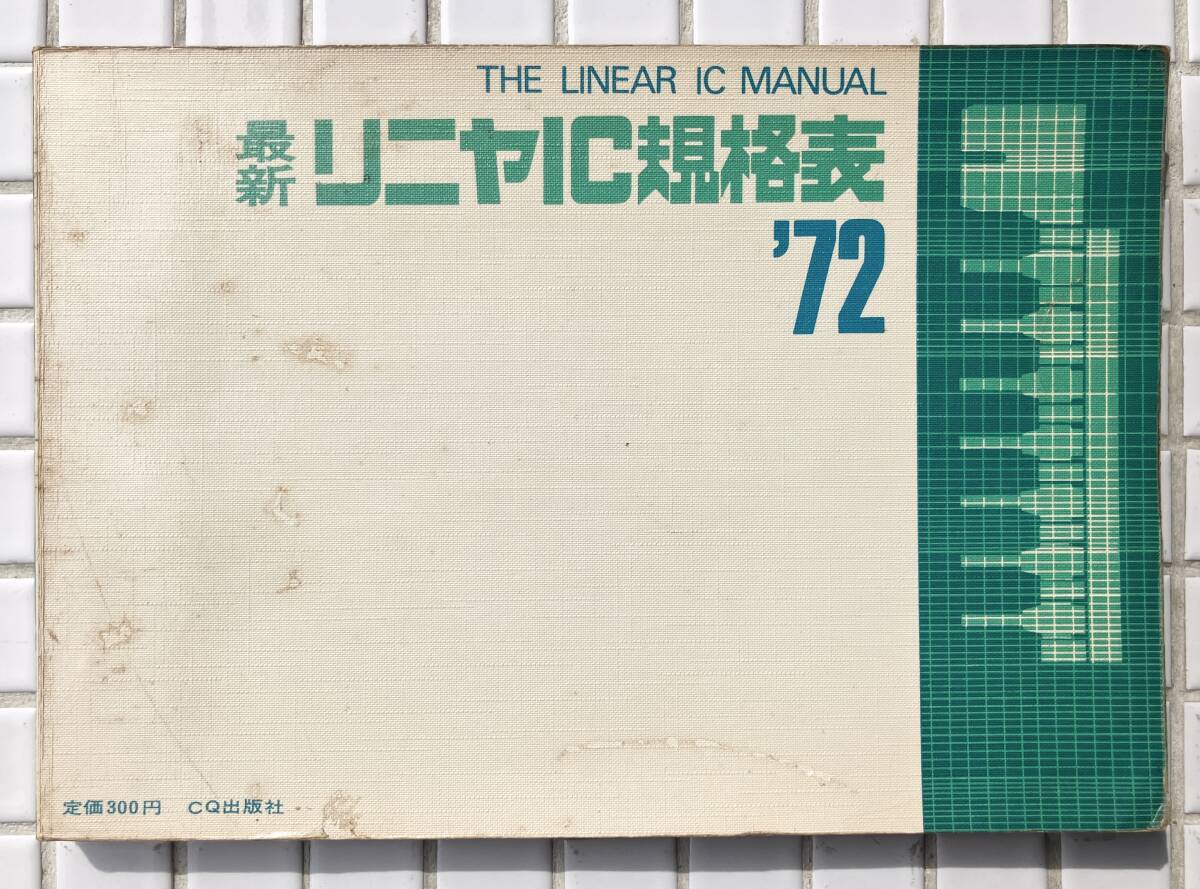 THE LINEAR IC MANUAL
最新 リニヤIC規格表
'72
定価300円 CQ出版社